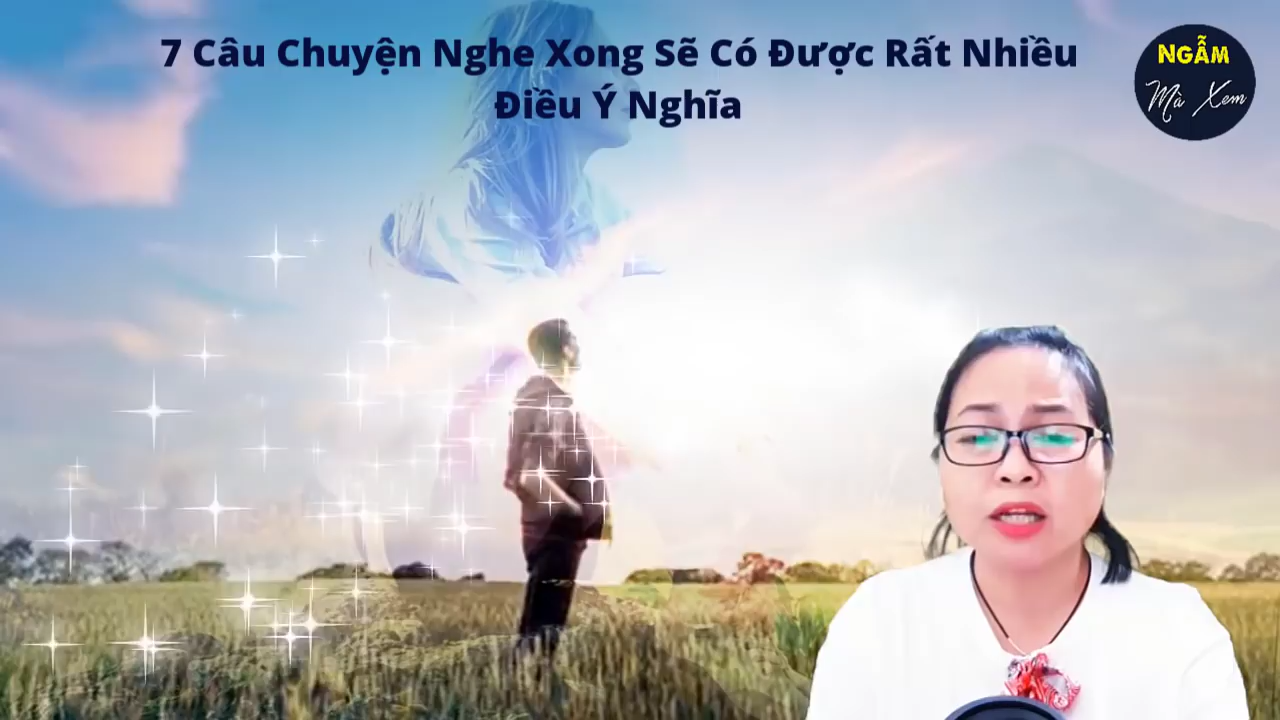 7 Câu Chuyện Nghe Xong Sẽ Có Được Rất Nhiều
Điều Ý Nghĩa
NGẪM
Mà Xem